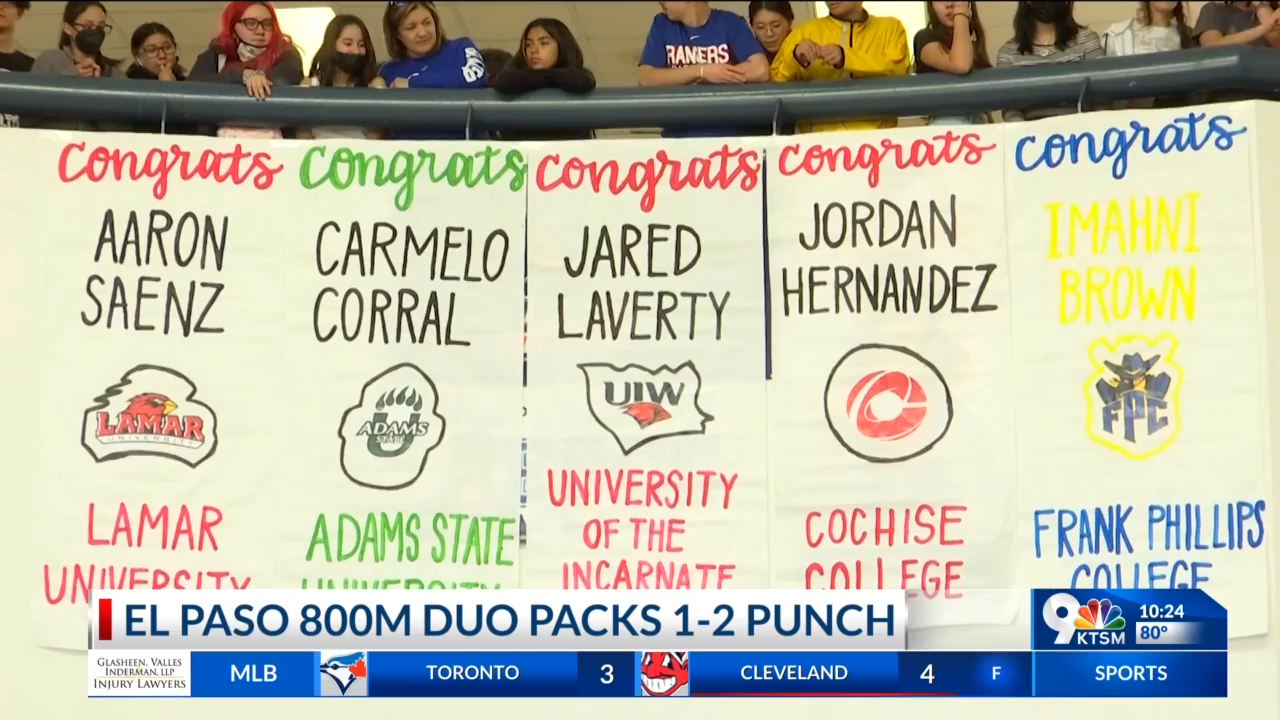 RANGERS
congrats
AARON
SAENZ
LAMAR
UNIVERSITY
LAMAR
UNIVERSITY
congrats
CARMELO
CORRAL
ADAMS
STATE
ADAMS STATE
UNIVERSITY
congrats
JARED
LAVERTY
UIW
UNIVERSITY
OF THE
INCARNATE
congrats
JORDAN
HERNANDEZ
COCHISE
COLLEGE
congrats
IMAHNI
BROWN
FPC
FRANK PHILLIPS
COLLEGE
EL PASO 800M DUO PACKS 1-2 PUNCH
9 KTSM
10:24
80°
GLASHEEN, VALLES
INDERMAN, LLP
INJURY LAWYERS
MLB TORONTO 3 CLEVELAND 4 F SPORTS